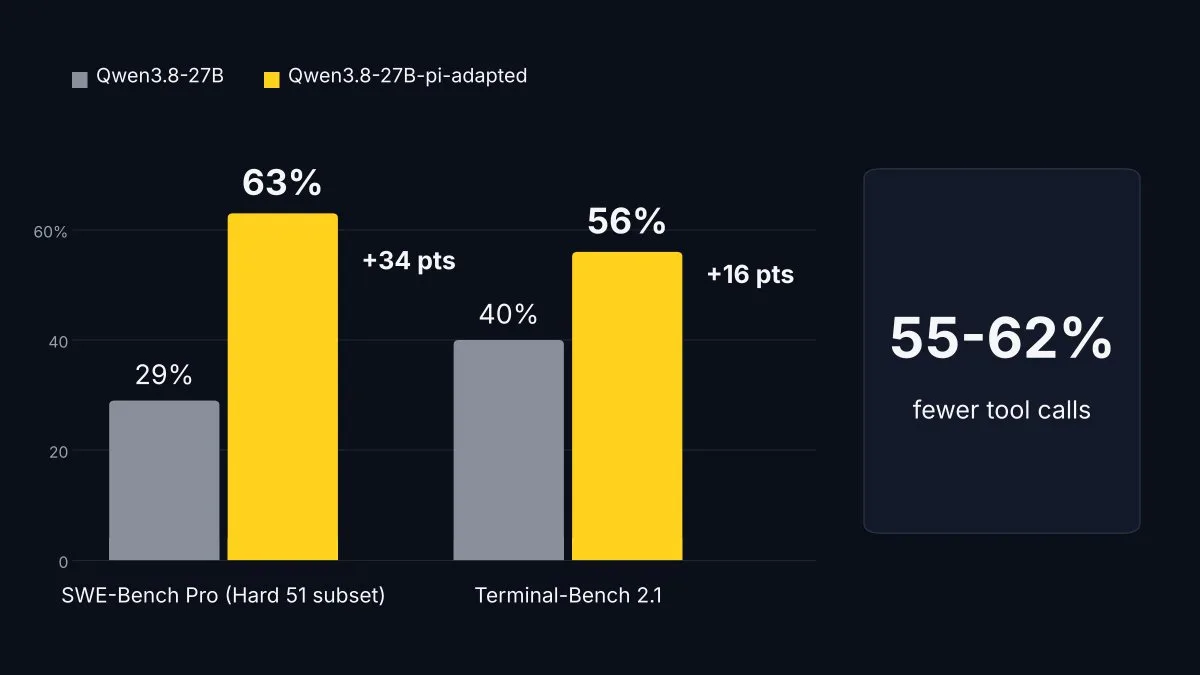 Qwen3.8-27B
Qwen3.8-27B-pi-adapted
63%
56%
60%
+34 pts
+16 pts
40%
55-62%
40
29%
fewer tool calls
20
0
SWE-Bench Pro (Hard 51 subset)
Terminal-Bench 2.1